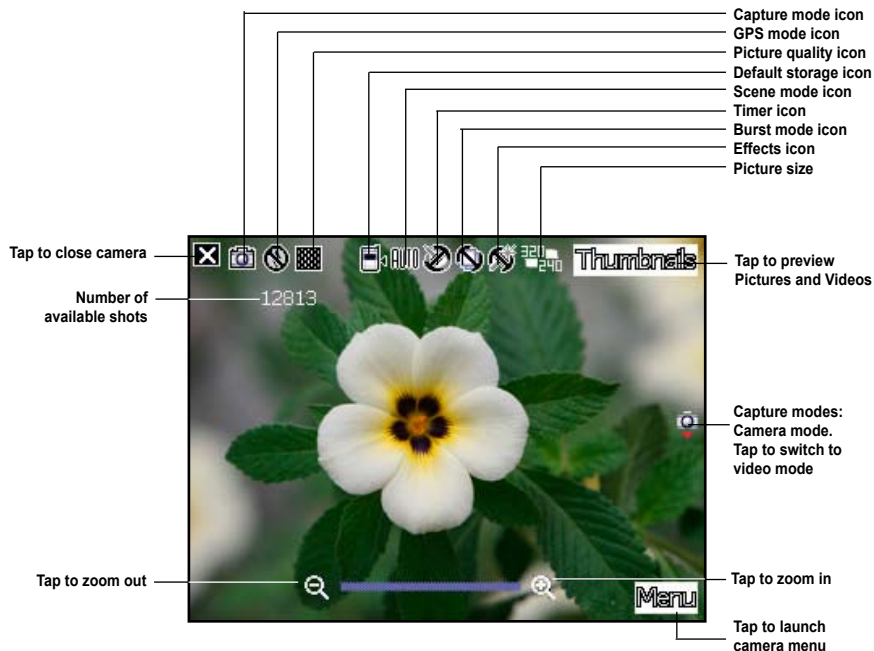 Capture mode icon
GPS mode icon
Picture quality icon
Default storage icon
Scene mode icon
Timer icon
Burst mode icon
Effects icon
Picture size
Tap to close camera
AUTO
320
240
Thumbnails
Tap to preview
Pictures and Videos
Number of
available shots
12813
Capture modes:
Camera mode.
Tap to switch to
video mode
Tap to zoom out
Tap to zoom in
Menu
Tap to launch
camera menu